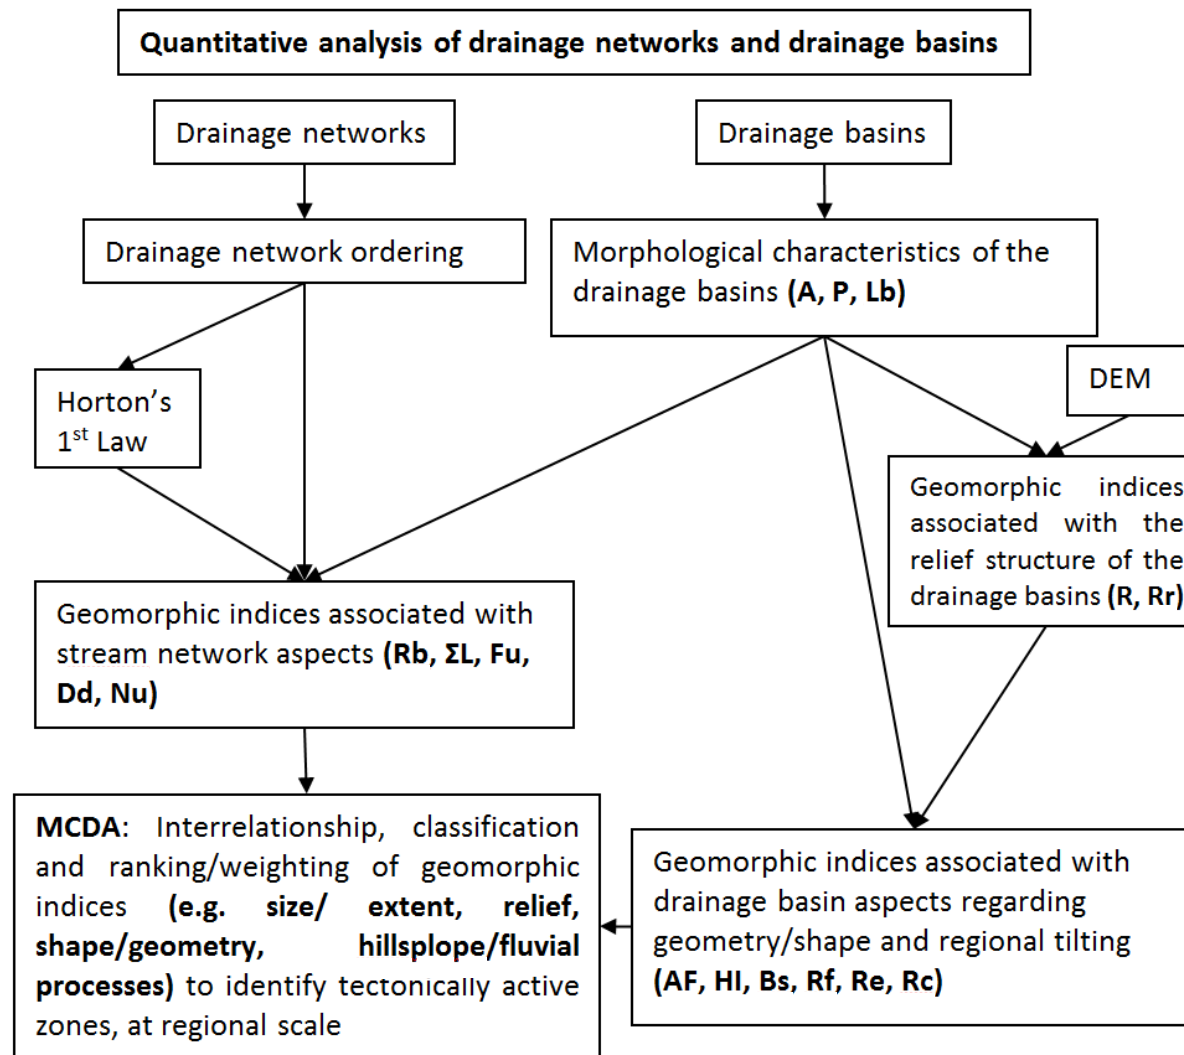 Quantitative analysis of drainage networks and drainage basins
Drainage networks
Drainage basins
Drainage network ordering
Morphological characteristics of the
drainage basins (A, P, Lb)
DEM
Horton's
1st Law
Geomorphic indices
associated with the
relief structure of the
drainage basins (R, Rr)
Geomorphic indices associated with
stream network aspects (Rb, ΣL, Fu,
Dd, Nu)
MCDA: Interrelationship, classification
and ranking/weighting of geomorphic
indices (e.g. size/ extent, relief,
shape/geometry, hillsplope/fluvial
processes) to identify tectonically active
zones, at regional scale
Geomorphic indices associated with
drainage basin aspects regarding
geometry/shape and regional tilting
(AF, HI, Bs, Rf, Re, Rc)